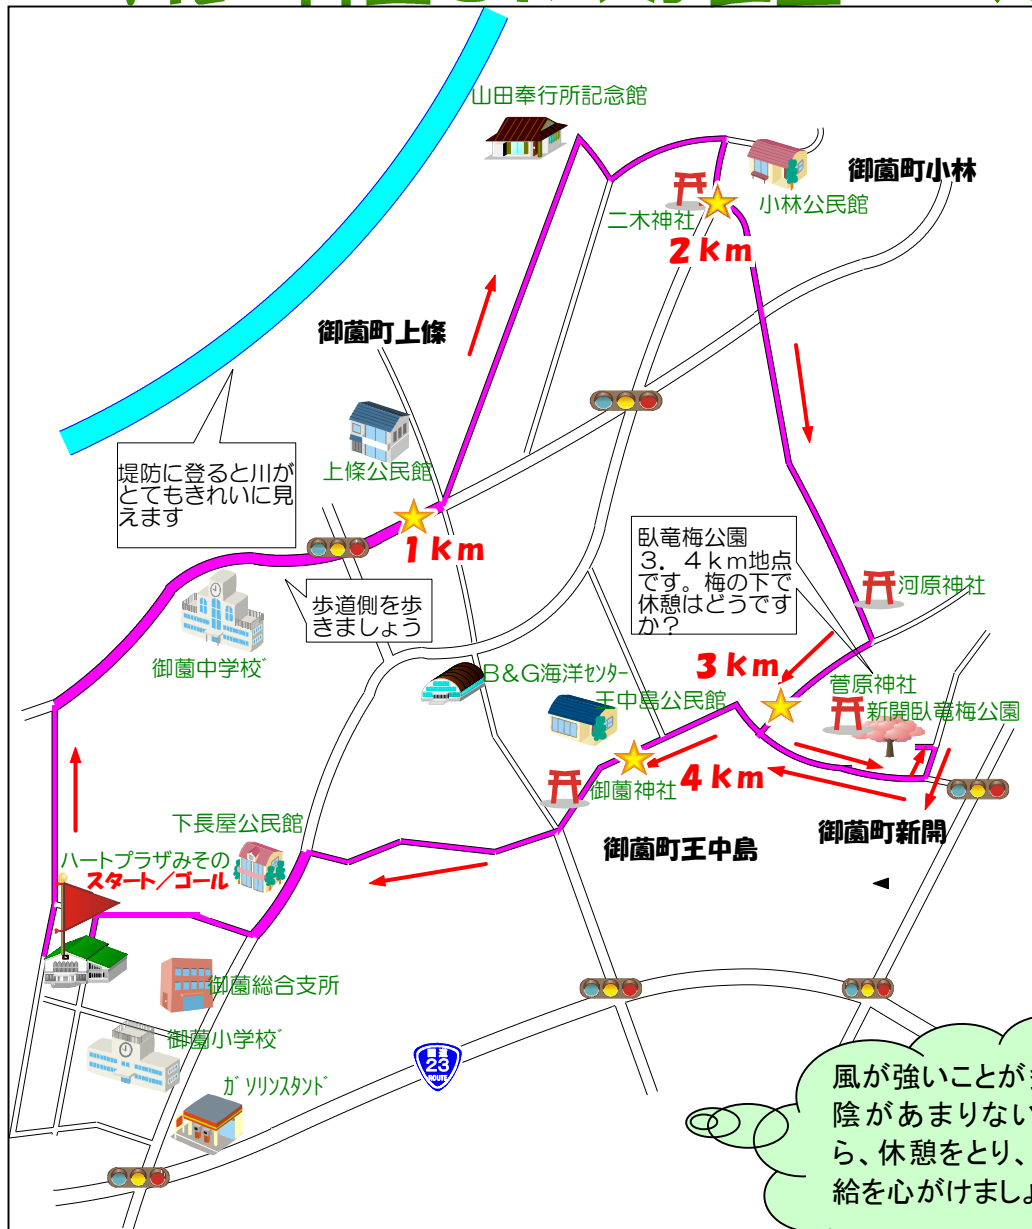 山田奉行所記念館
御薗町小林
小林公民館
二木神社
2km
御薗町上條
上條公民館
堤防に登ると川が
とてもきれいに見
えます
1km
歩道側を歩
きましょう
臥竜梅公園
3.4km地点
です。梅の下で
休憩はどうです
か?
河原神社
御薗中学校
B&G海洋センター
3km
菅原神社
王中島公民館
新開臥竜梅公園
4km
御薗神社
下長屋公民館
御薗町王中島
御薗町新開
ハートプラザみその
スタート/ゴール
御薗総合支所
御薗小学校
国道
23
ROUTE
ガソリンスタンド
風が強いことが
陰があまりない
ら、休憩をとり、
給を心がけましょ